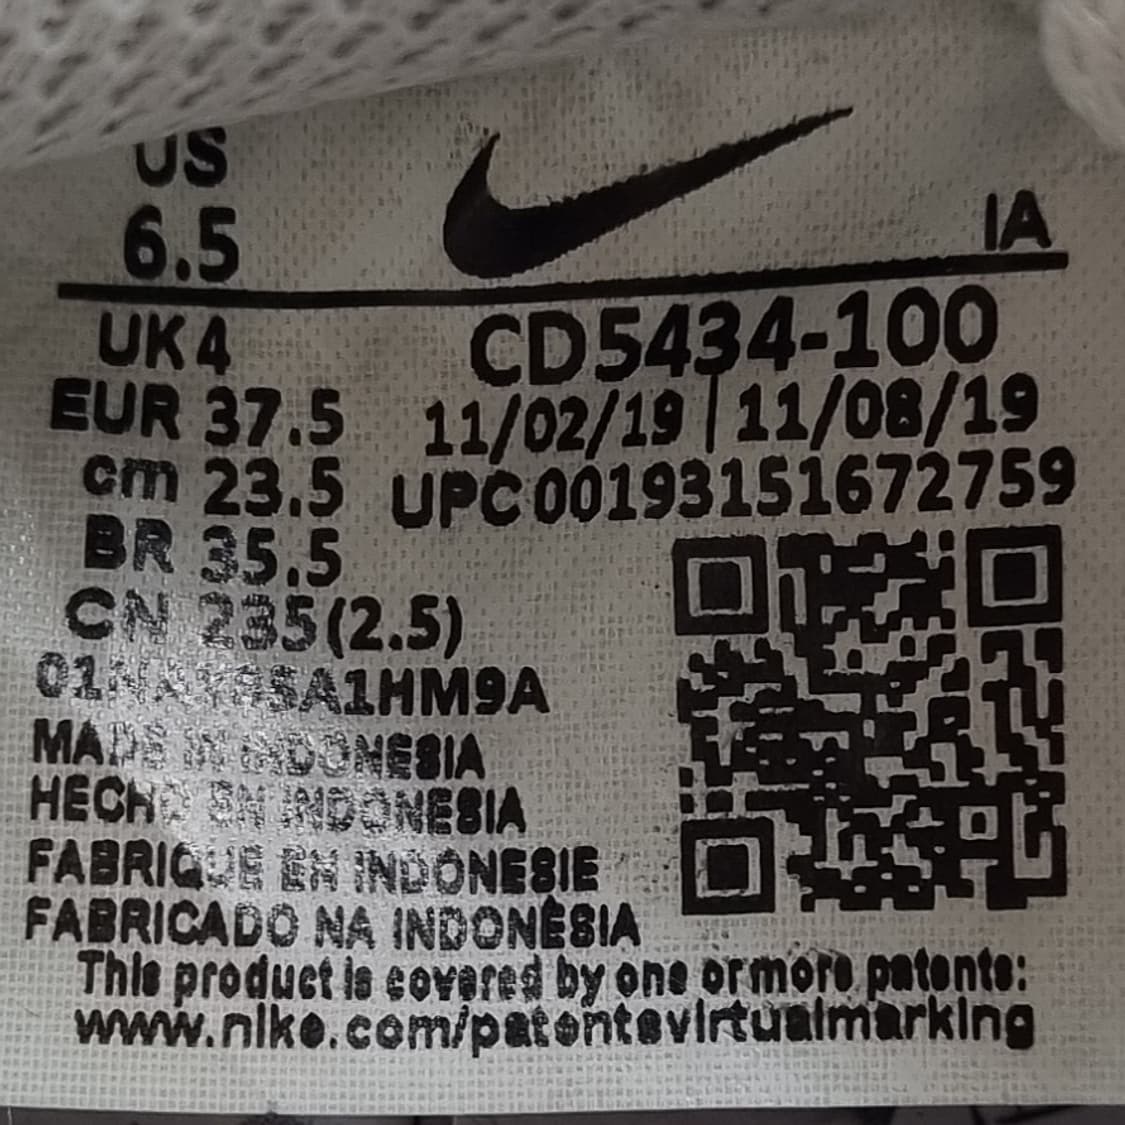 US
6.5
IA
UK 4
CD5434-100
EUR 37.5
11/02/19 | 11/08/19
cm 23.5
UPC 00193151672759
BR 35.5
CN 235(2.5)
MADE IN INDONESIA
HECHO EN INDONESIA
FABRIQUE EN INDONESIE
FABRICADO NA INDONÉSIA
This product is covered by one or more patents:
www.nike.com/patentsvirtualmarking